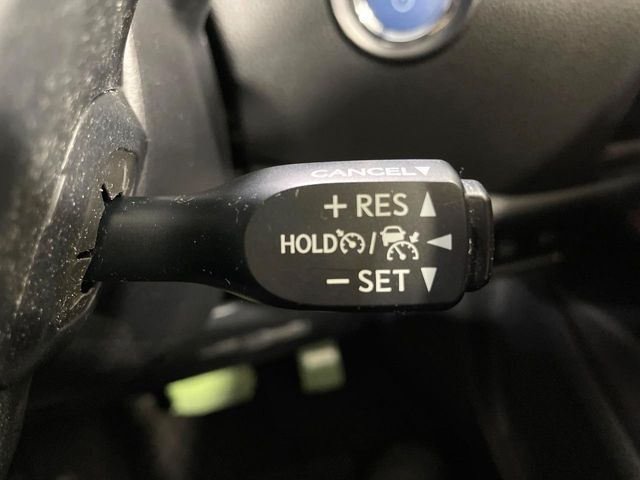 CANCEL▼
+ RES ▲
HOLD / ◀
− SET ▼